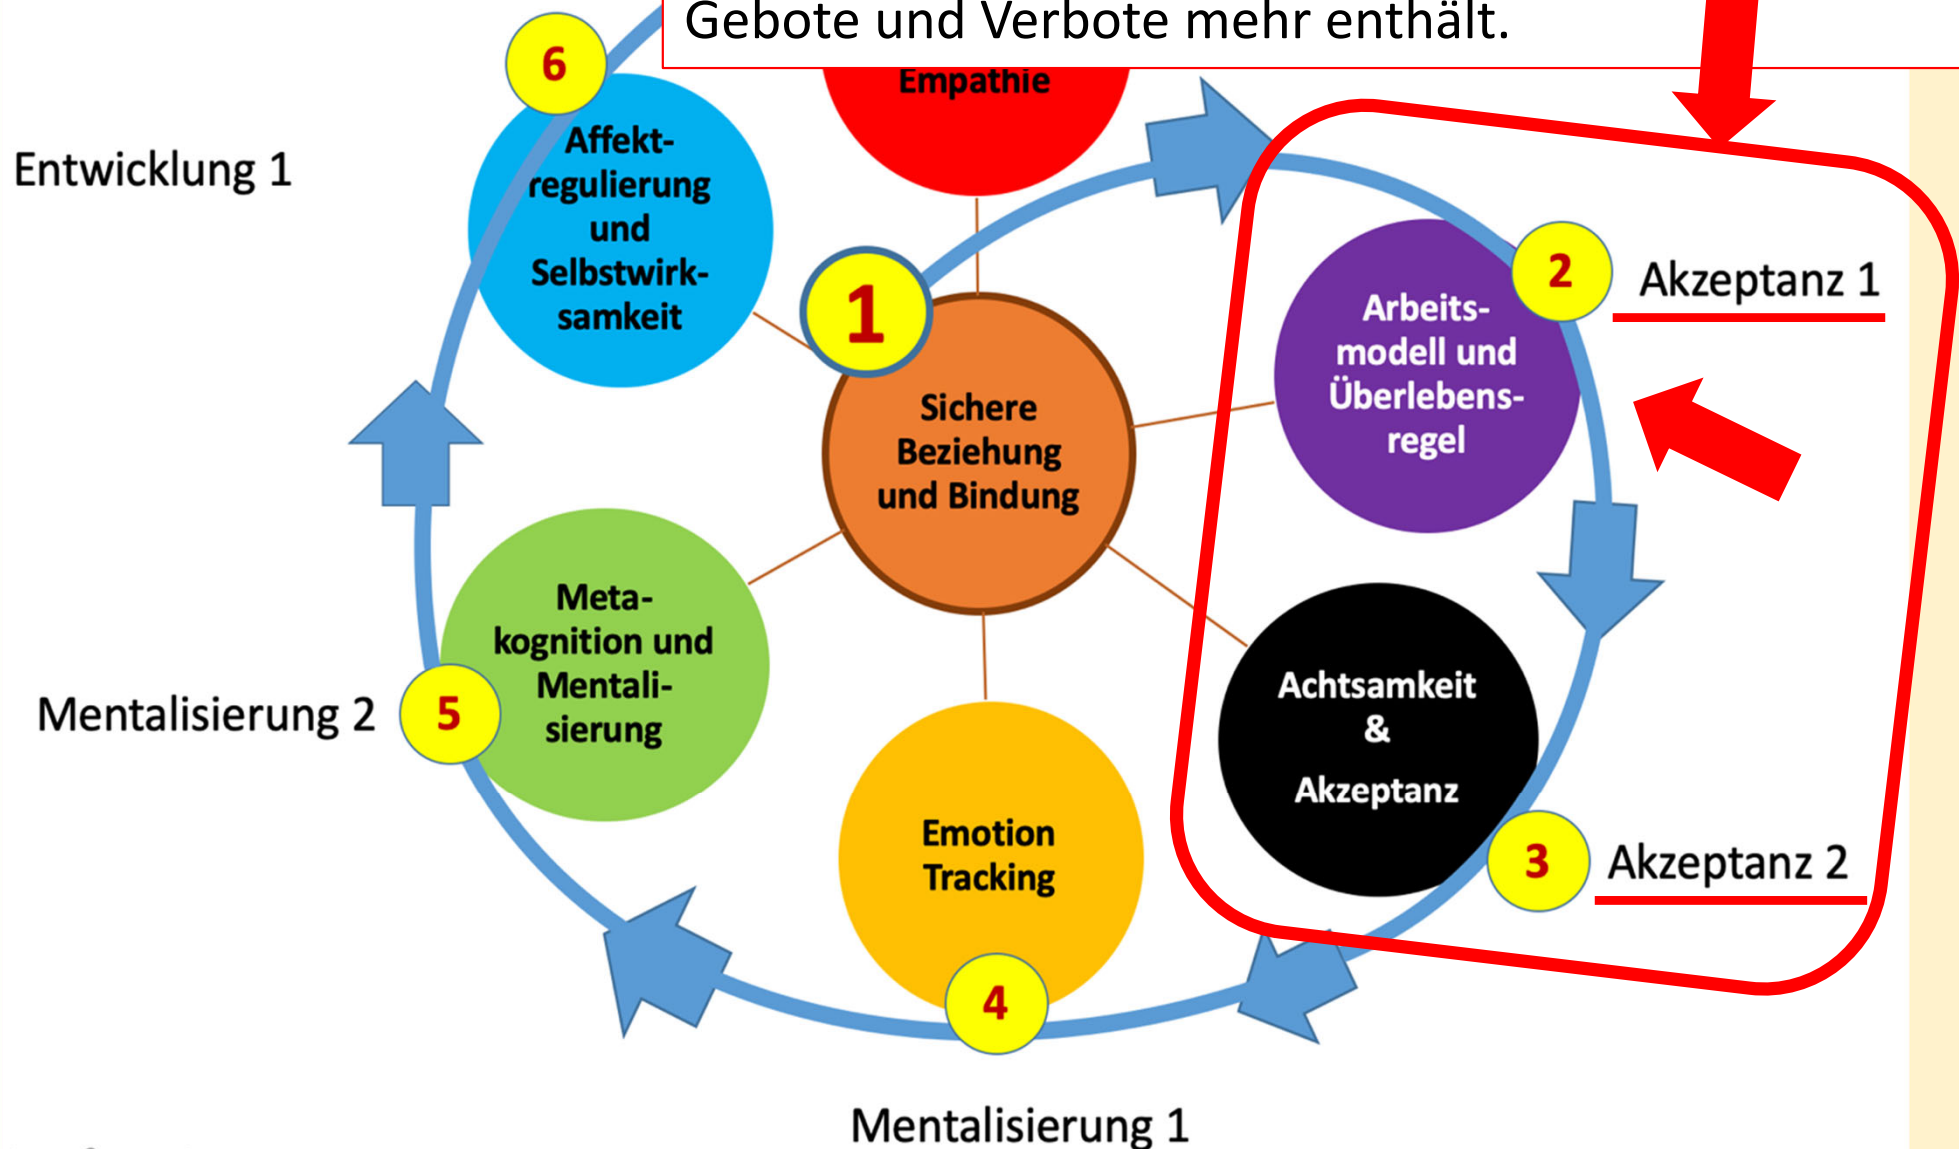 Gebote und Verbote mehr enthält.
6
Empathie
Entwicklung 1
Affekt-
regulierung
und
Selbstwirk-
samkeit
1
2
Akzeptanz 1
Arbeits-
modell und
Überlebens-
regel
Sichere
Beziehung
und Bindung
Meta-
kognition und
Mentali-
sierung
Mentalisierung 2
5
Achtsamkeit
&
Akzeptanz
3
Akzeptanz 2
Emotion
Tracking
4
Mentalisierung 1